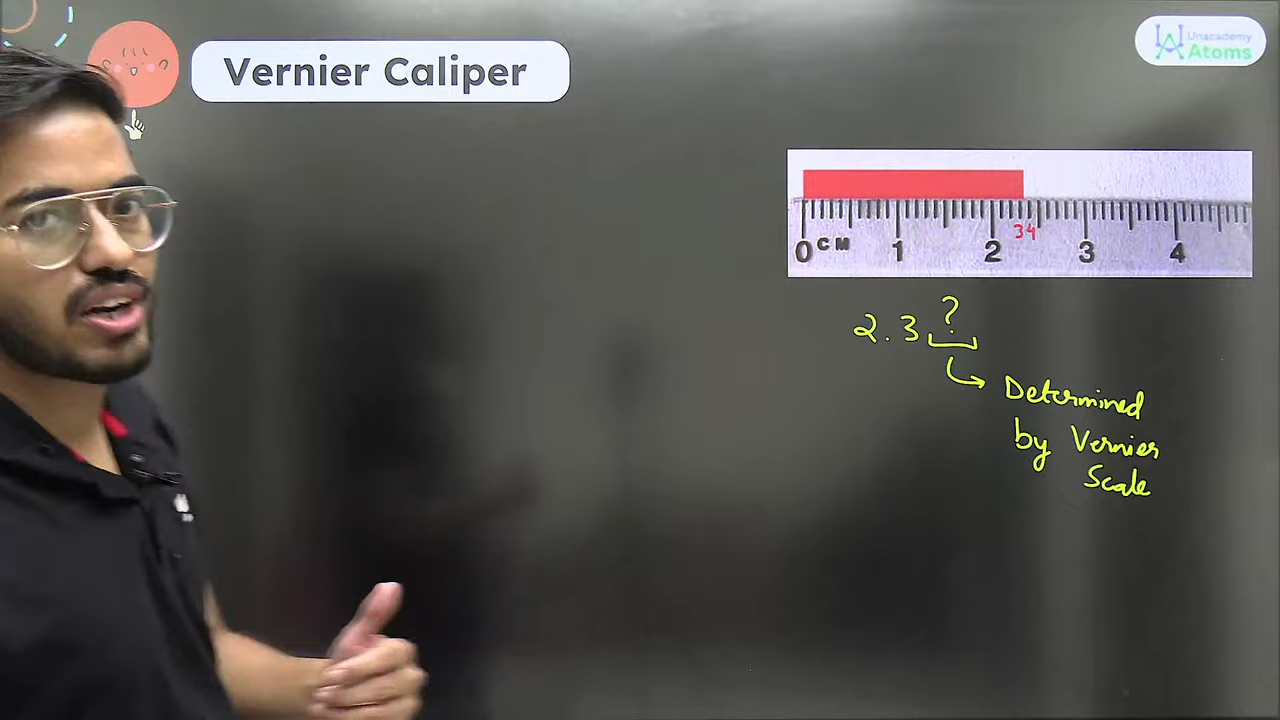 Vernier Caliper
Unacademy
Atoms
0 CM 1 2 3 4
34
2.3 ?
Determined
by Vernier
Scale